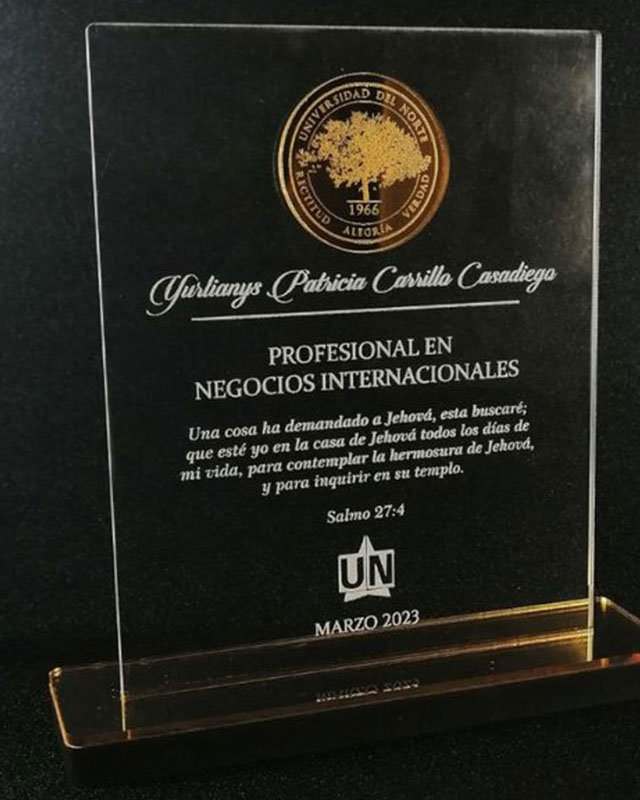 UNIVERSIDAD DEL NORTE
1966
RECTITUD ALEGRÍA VERDAD
Yurlianys Patricia Carrillo Casadiego
PROFESIONAL EN
NEGOCIOS INTERNACIONALES
Una cosa ha demandado a Jehová, esta buscaré;
que esté yo en la casa de Jehová todos los días de
mi vida, para contemplar la hermosura de Jehová,
y para inquirir en su templo.
Salmo 27:4
UN
MARZO 2023